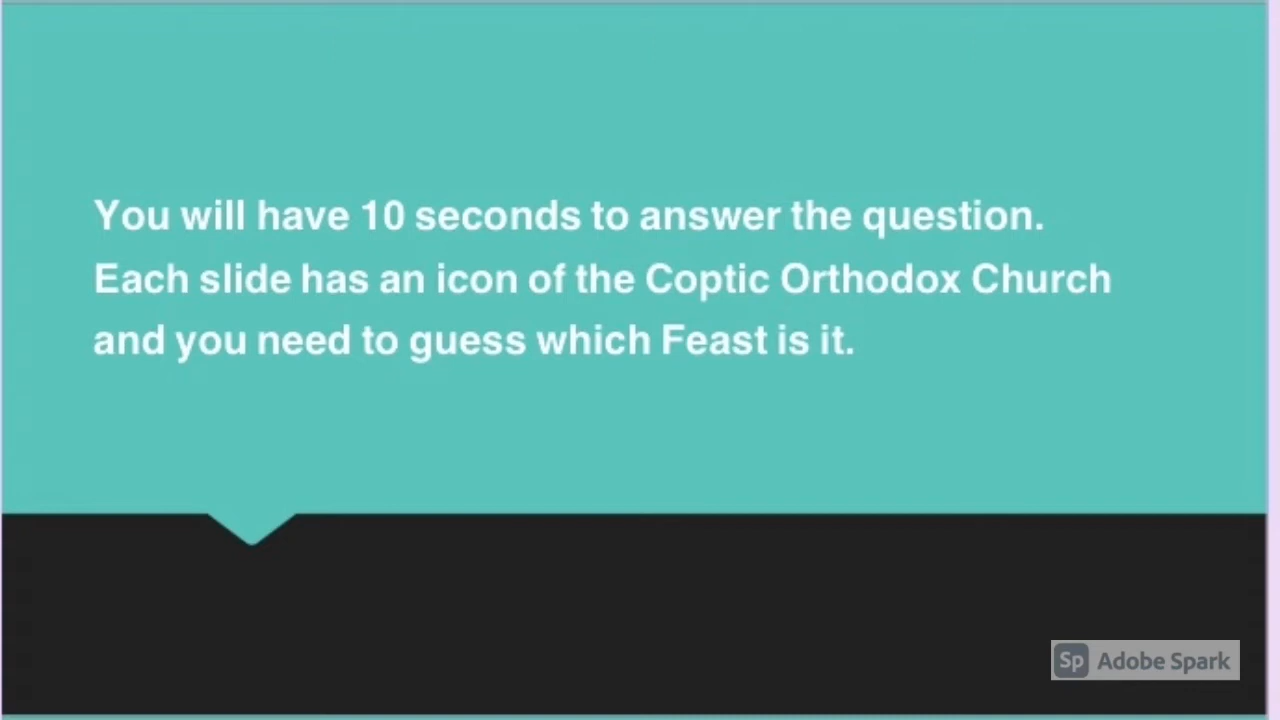 You will have 10 seconds to answer the question.
Each slide has an icon of the Coptic Orthodox Church
and you need to guess which Feast is it.
Sp Adobe Spark